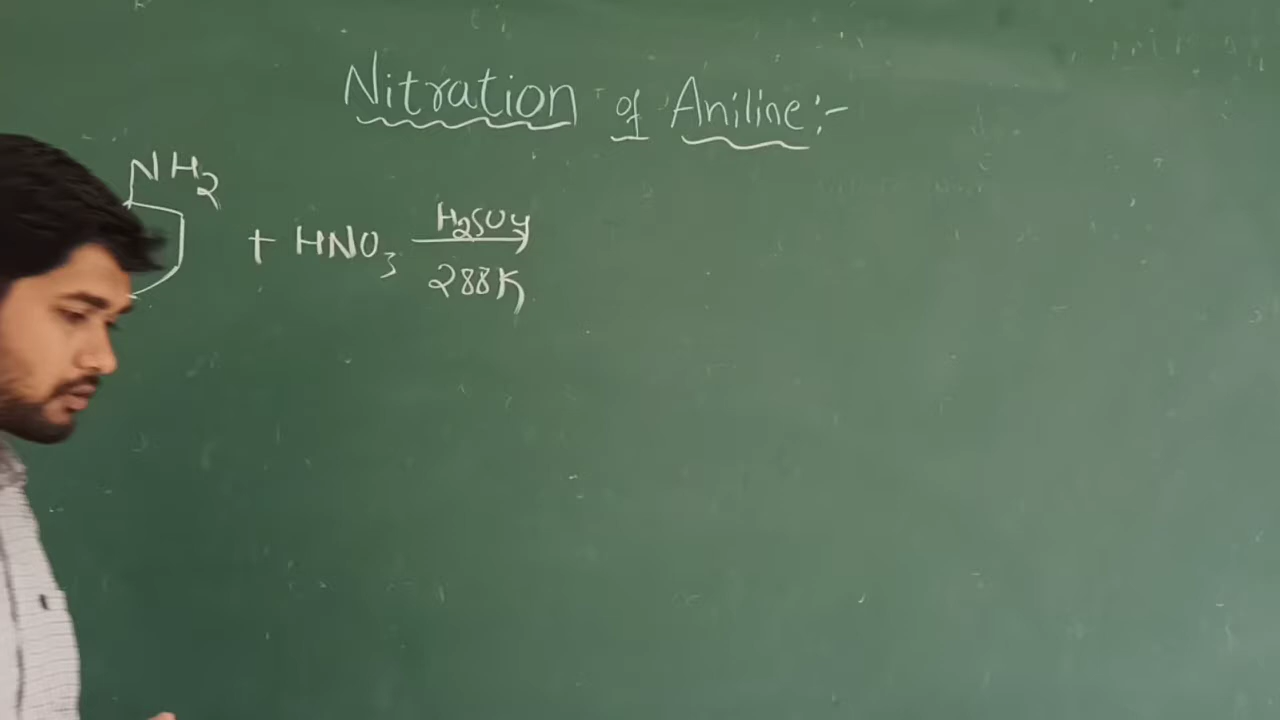 Nitration of Aniline:-
NH2
+ HNO3 H2SO4
288K